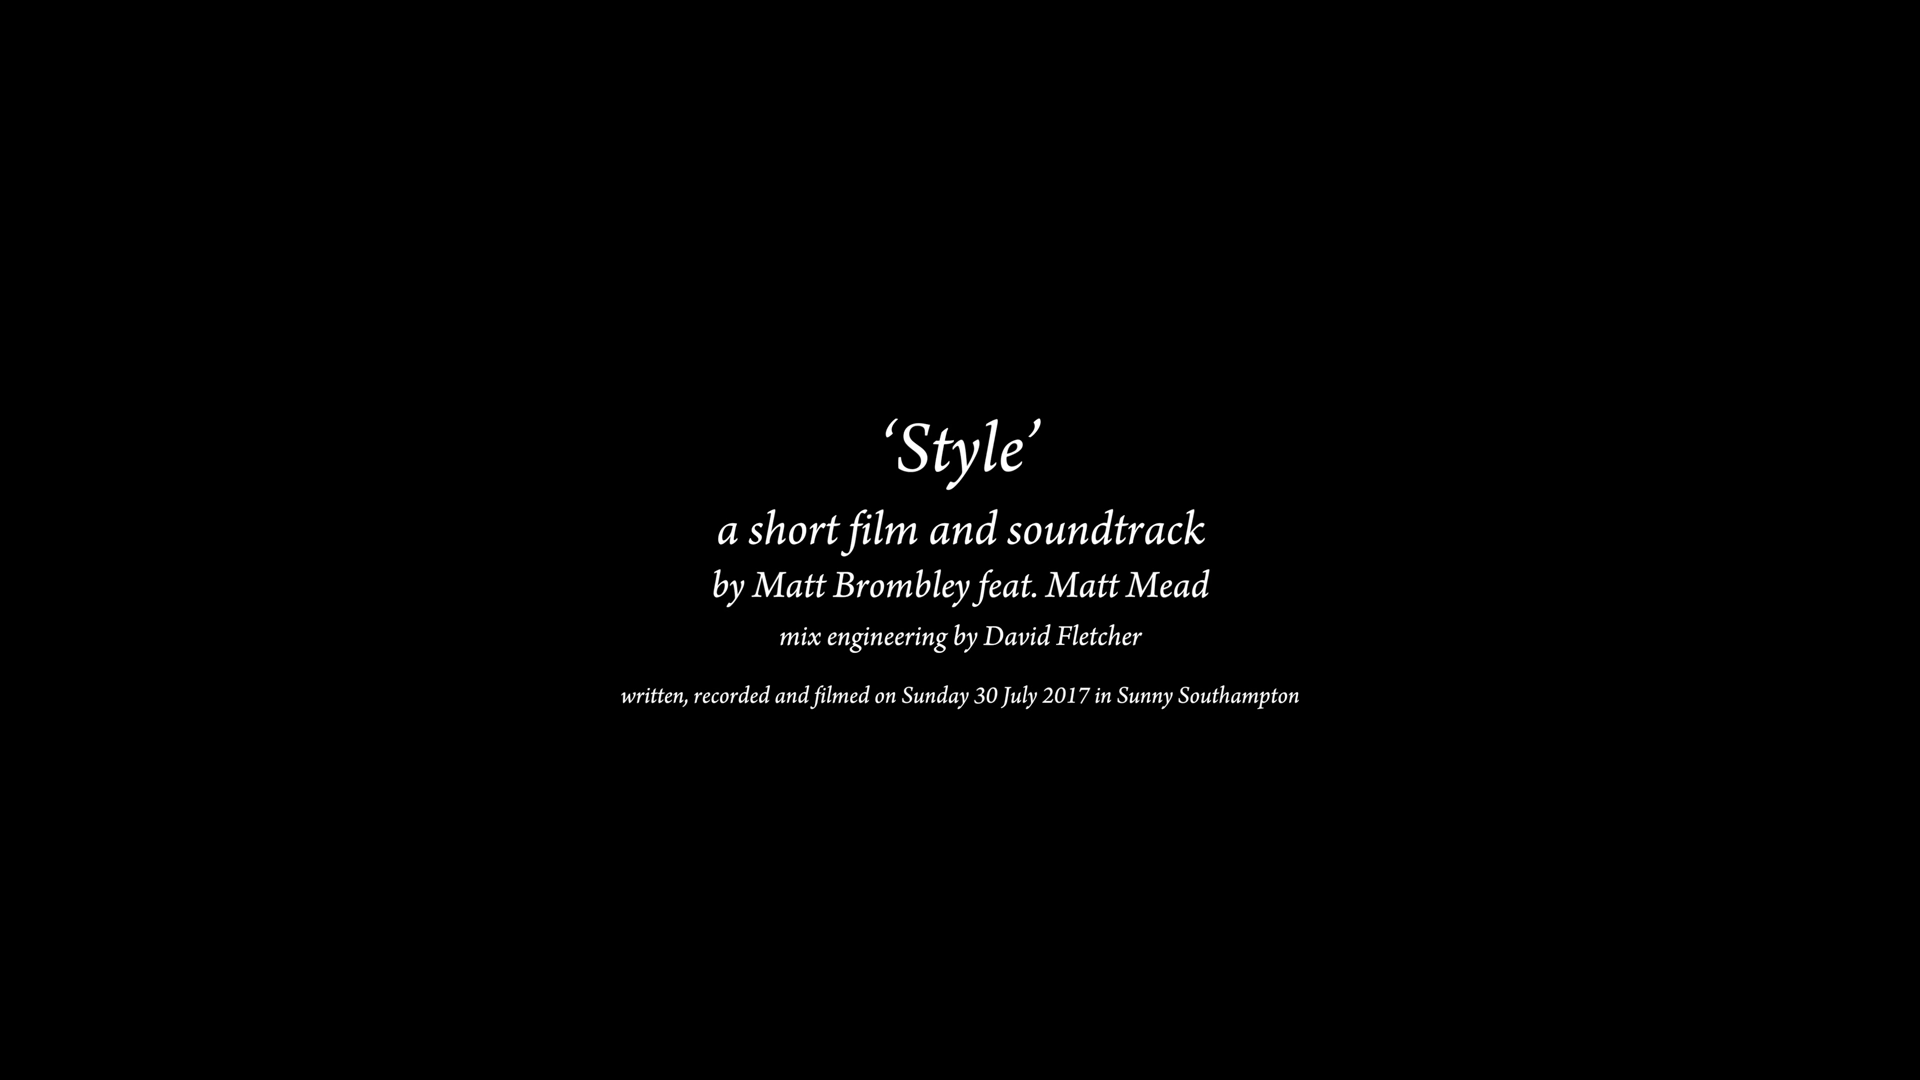 ‘Style’
a short film and soundtrack
by Matt Brombley feat. Matt Mead
mix engineering by David Fletcher
written, recorded and filmed on Sunday 30 July 2017 in Sunny Southampton